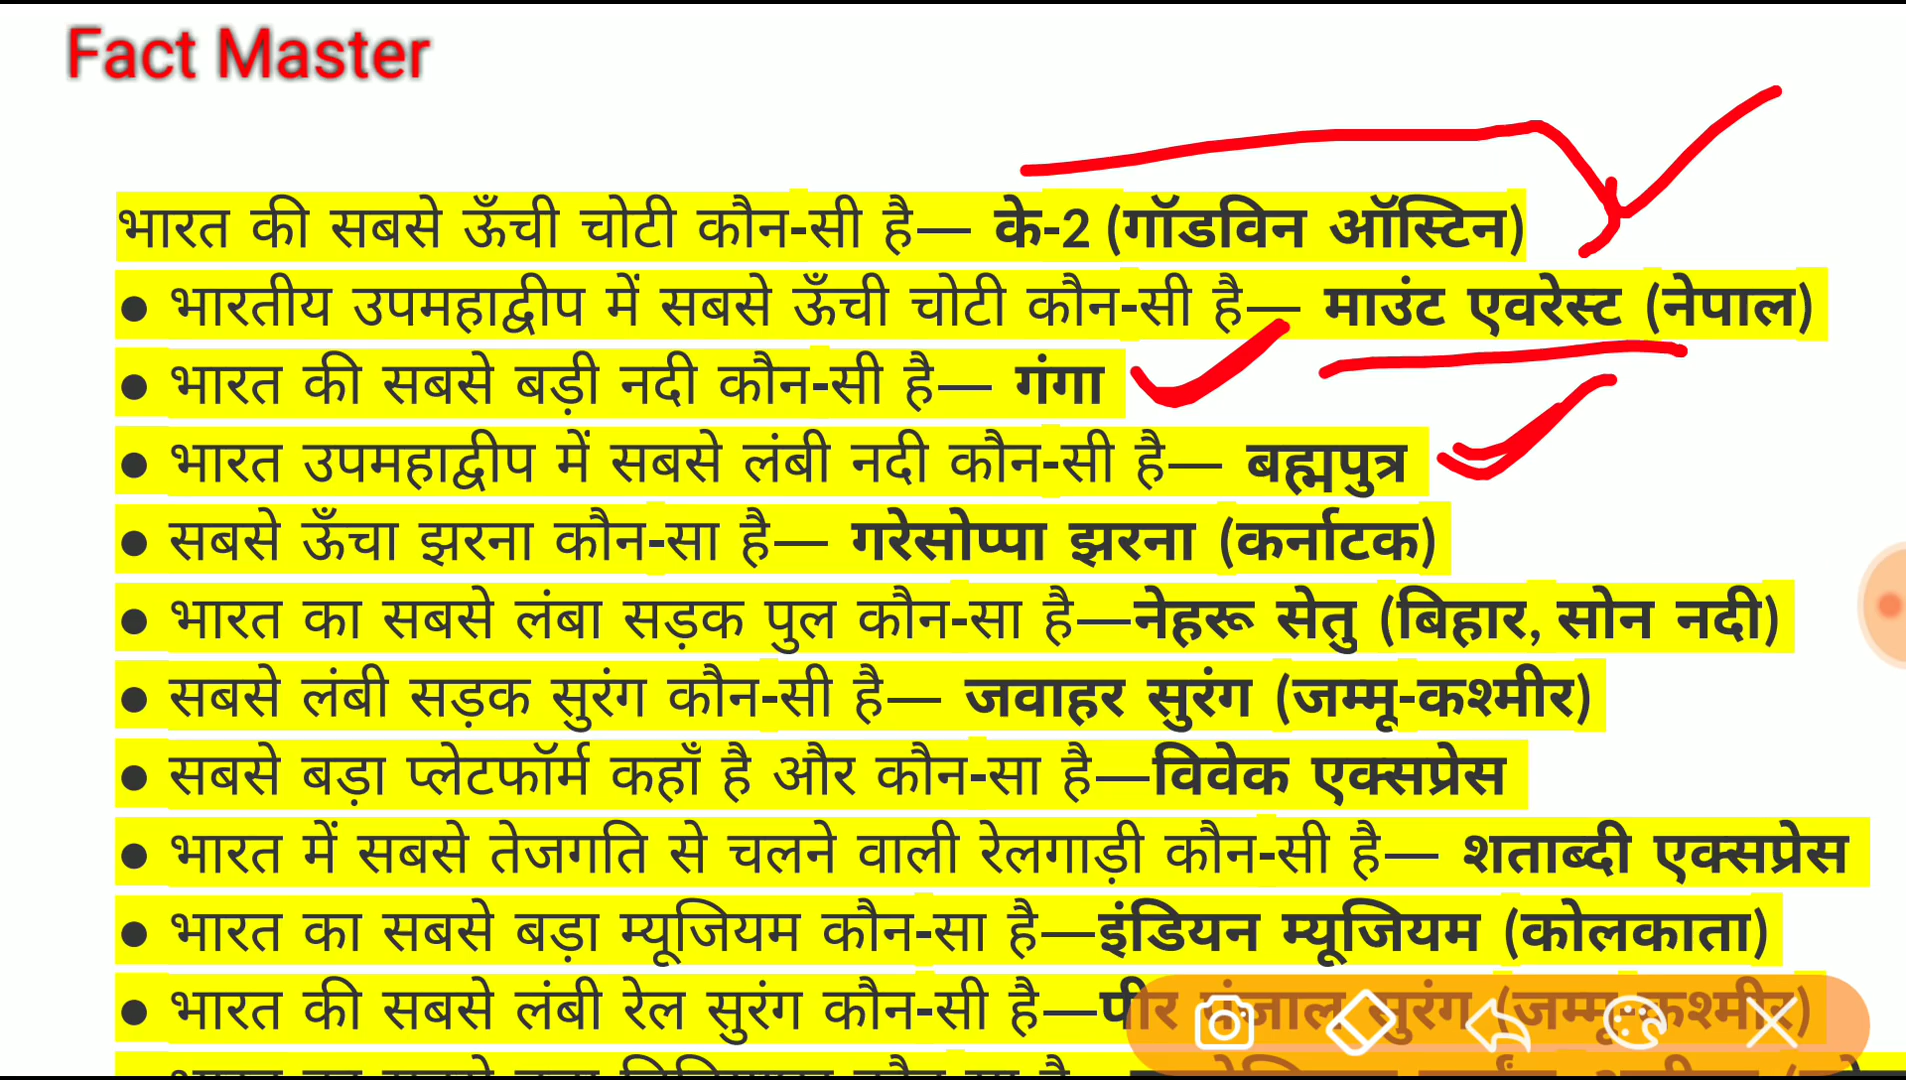 Fact Master
भारत की सबसे ऊँची चोटी कौन-सी है— के-2 (गॉडविन ऑस्टिन)
● भारतीय उपमहाद्वीप में सबसे ऊँची चोटी कौन-सी है— माउंट एवरेस्ट (नेपाल)
● भारत की सबसे बड़ी नदी कौन-सी है— गंगा
● भारत उपमहाद्वीप में सबसे लंबी नदी कौन-सी है— बह्मपुत्र
● सबसे ऊँचा झरना कौन-सा है— गरेसोप्पा झरना (कर्नाटक)
● भारत का सबसे लंबा सड़क पुल कौन-सा है—नेहरू सेतु (बिहार, सोन नदी)
● सबसे लंबी सड़क सुरंग कौन-सी है— जवाहर सुरंग (जम्मू-कश्मीर)
● सबसे बड़ा प्लेटफॉर्म कहाँ है और कौन-सा है—विवेक एक्सप्रेस
● भारत में सबसे तेजगति से चलने वाली रेलगाड़ी कौन-सी है— शताब्दी एक्सप्रेस
● भारत का सबसे बड़ा म्यूजियम कौन-सा है—इंडियन म्यूजियम (कोलकाता)
● भारत की सबसे लंबी रेल सुरंग कौन-सी है—पीर पंजाल सुरंग (जम्मू-कश्मीर)